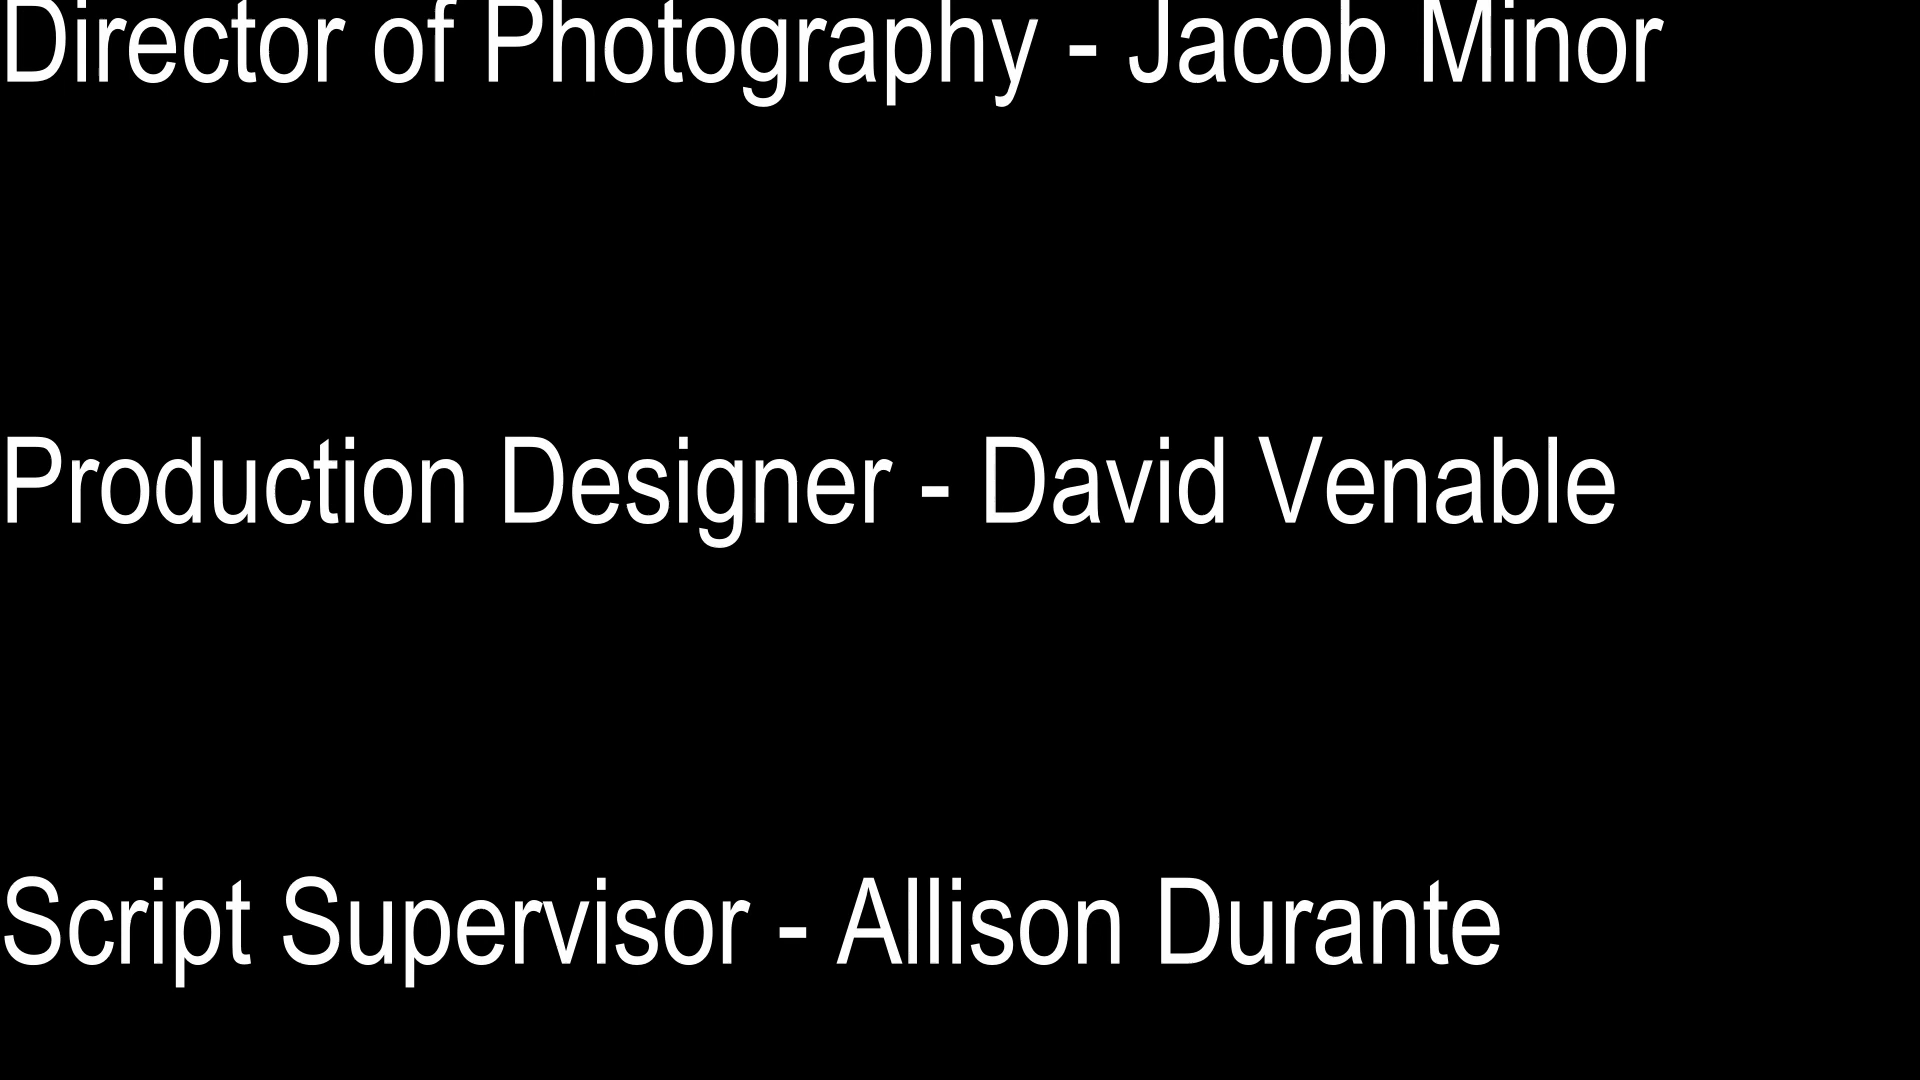 Director of Photography - Jacob Minor
Production Designer - David Venable
Script Supervisor - Allison Durante